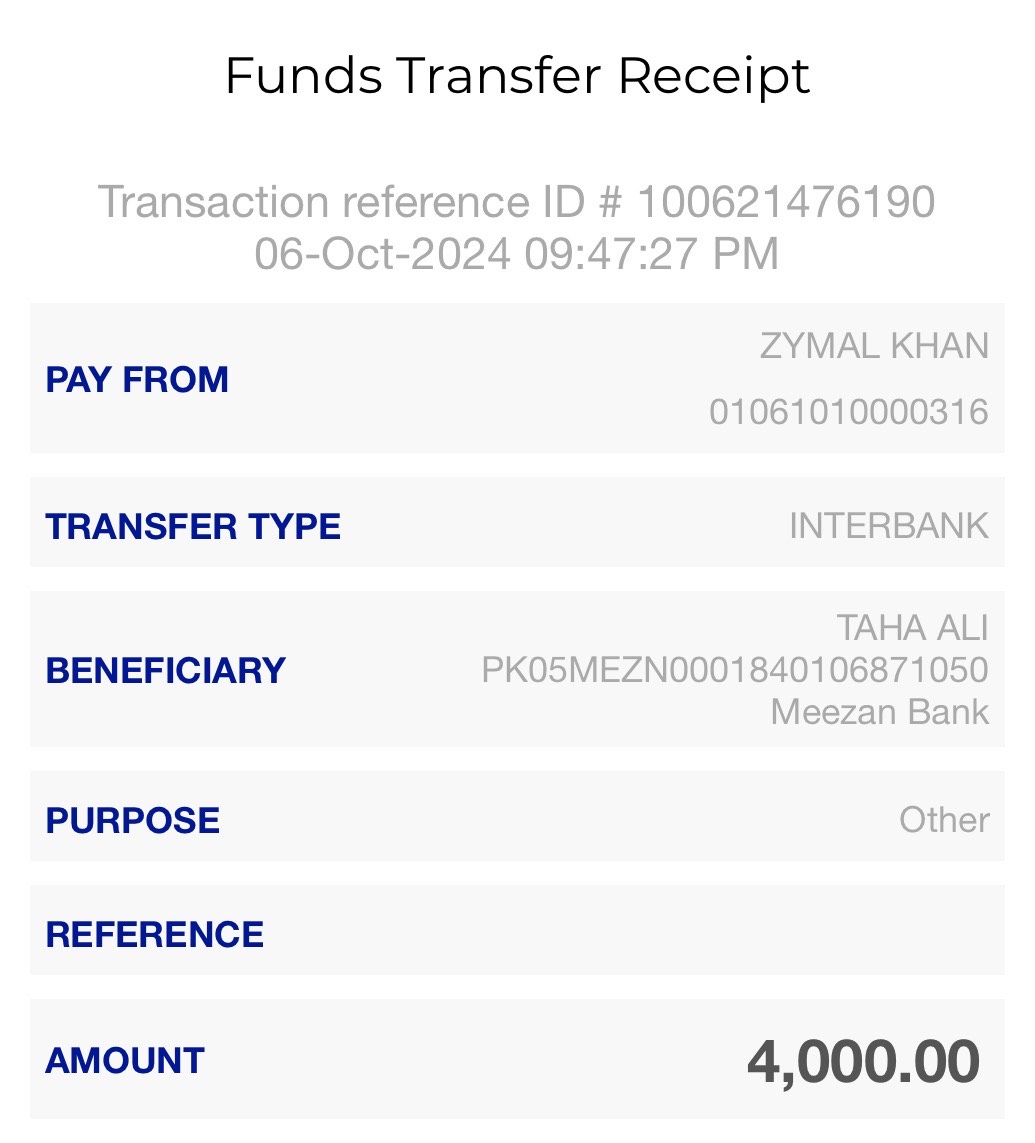 Funds Transfer Receipt
Transaction reference ID # 100621476190
06-Oct-2024 09:47:27 PM
PAY FROM
ZYMAL KHAN
01061010000316
TRANSFER TYPE
INTERBANK
BENEFICIARY
TAHA ALI
PK05MEZN0001840106871050
Meezan Bank
PURPOSE
Other
REFERENCE
AMOUNT
4,000.00